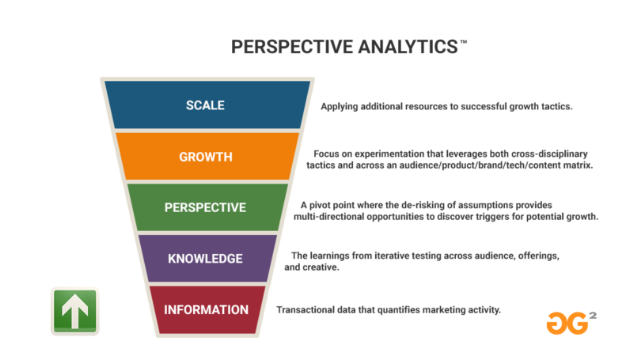 PERSPECTIVE ANALYTICS™
SCALE
Applying additional resources to successful growth tactics.
GROWTH
Focus on experimentation that leverages both cross-disciplinary
tactics and across an audience/product/brand/tech/content matrix.
PERSPECTIVE
A pivot point where the de-risking of assumptions provides
multi-directional opportunities to discover triggers for potential growth.
KNOWLEDGE
The learnings from iterative testing across audience, offerings,
and creative.
INFORMATION
Transactional data that quantifies marketing activity.
GG²